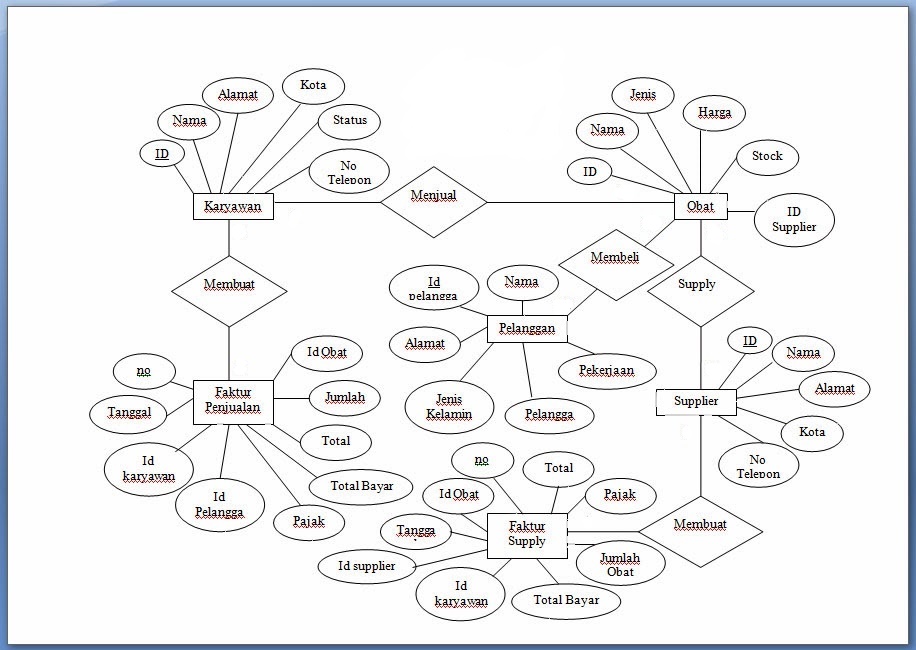 Kota
Alamat
Jenis
Harga
Nama
Status
Nama
ID
Stock
No
Telepon
ID
Menjual
Karyawan
Obat
ID
Supplier
Membeli
Membuat
Id
pelangga
Nama
Supply
Pelanggan
Alamat
ID
Nama
Id Obat
no
Pekerjaan
Alamat
Faktur
Penjualan
Jumlah
Jenis
Kelamin
Supplier
Tanggal
Pelangga
Kota
Total
Id
karyawan
no
Total
No
Telepon
Total Bayar
Id Obat
Pajak
Id
Pelangga
Pajak
Tangga
Faktur
Supply
Membuat
Id supplier
Jumlah
Obat
Id
karyawan
Total Bayar